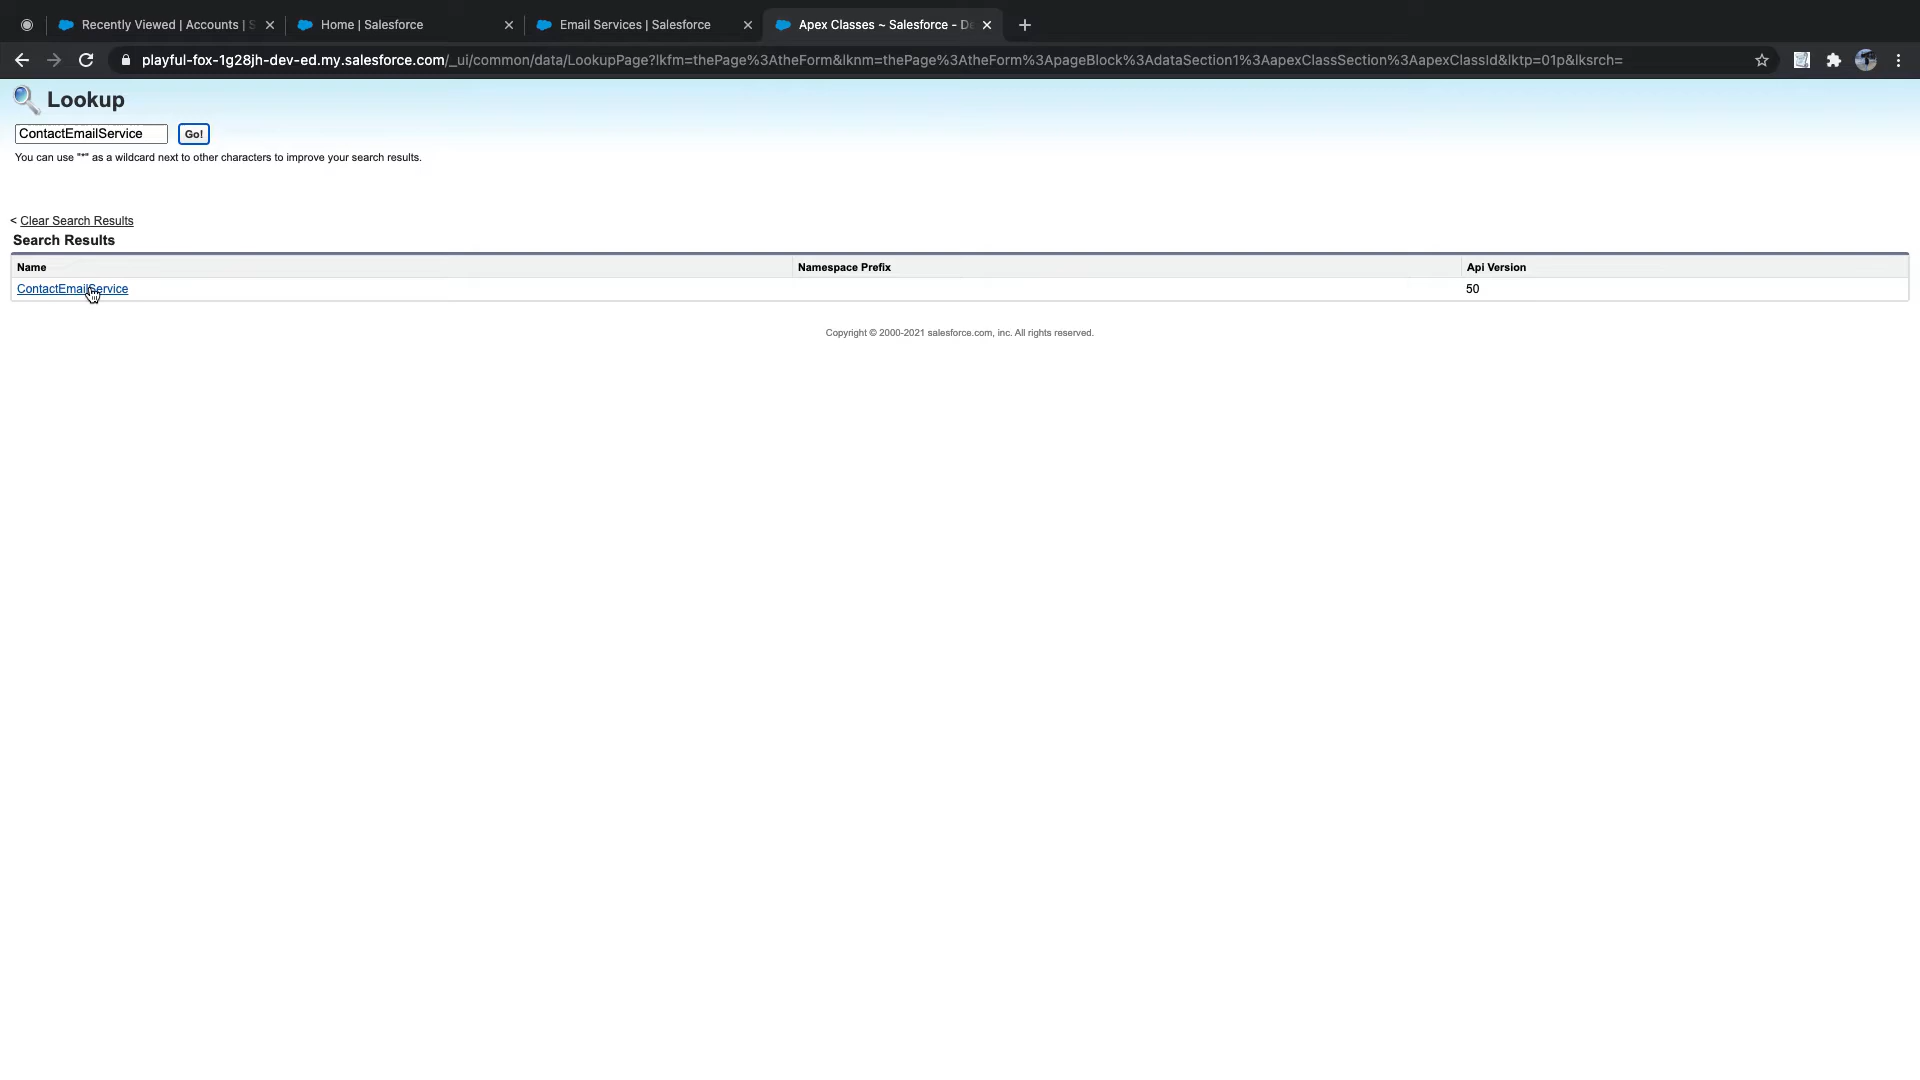 Recently Viewed | Accounts | S
Home | Salesforce
Email Services | Salesforce
Apex Classes ~ Salesforce - De
playful-fox-1g28jh-dev-ed.my.salesforce.com/_ui/common/data/LookupPage?lkfm=thePage%3AtheForm&lknm=thePage%3AtheForm%3ApageBlock%3AdataSection1%3AapexClassSection%3AapexClassId&lktp=01p&lksrch=
Lookup
ContactEmailService Go!
You can use "*" as a wildcard next to other characters to improve your search results.
< Clear Search Results
Search Results
Name Namespace Prefix Api Version
ContactEmailService 50
Copyright © 2000-2021 salesforce.com, inc. All rights reserved.